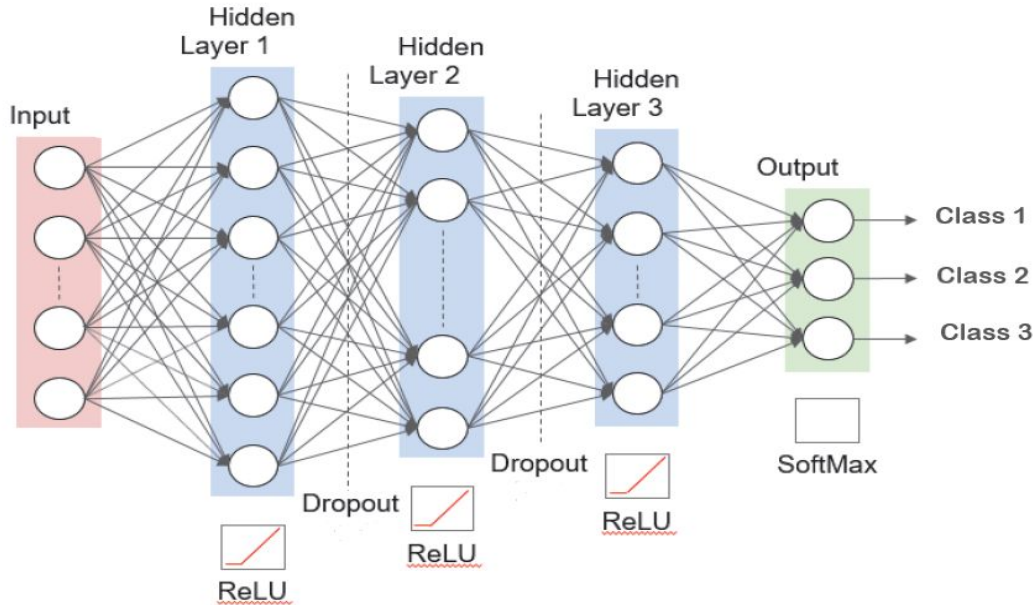 Hidden
Layer 1
Hidden
Layer 2
Hidden
Layer 3
Input
Output
Class 1
Class 2
Class 3
Dropout
Dropout
SoftMax
ReLU
ReLU
ReLU